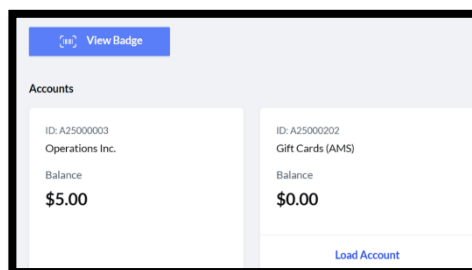 View Badge
Accounts
ID: A25000003
Operations Inc.
Balance
$5.00
ID: A25000202
Gift Cards (AMS)
Balance
$0.00
Load Account